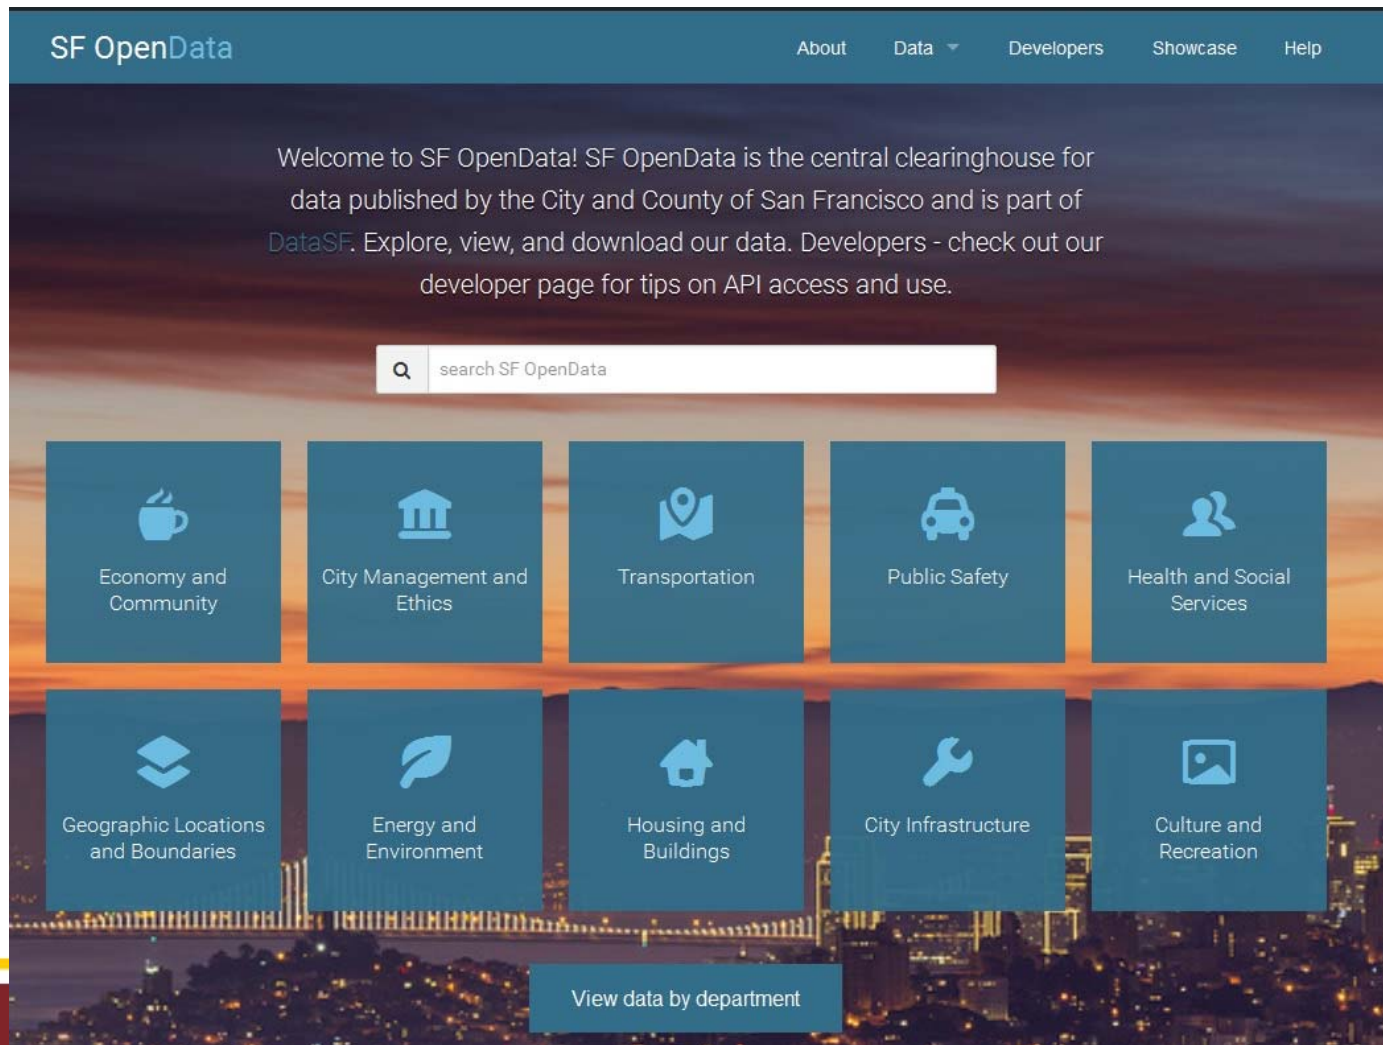 SF OpenData
About Data Developers Showcase Help
Welcome to SF OpenData! SF OpenData is the central clearinghouse for
data published by the City and County of San Francisco and is part of
DataSF. Explore, view, and download our data. Developers - check out our
developer page for tips on API access and use.
search SF OpenData
Economy and
Community
City Management and
Ethics
Transportation
Public Safety
Health and Social
Services
Geographic Locations
and Boundaries
Energy and
Environment
Housing and
Buildings
City Infrastructure
Culture and
Recreation
View data by department